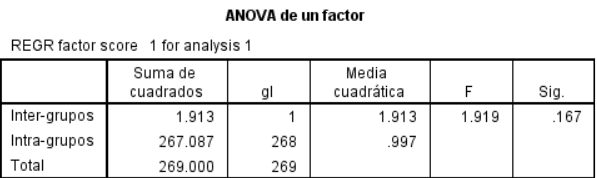 ANOVA de un factor
REGR factor score 1 for analysis 1
Suma de cuadrados gl Media cuadrática F Sig.
Inter-grupos 1.913 1 1.913 1.919 .167
Intra-grupos 267.087 268 .997
Total 269.000 269